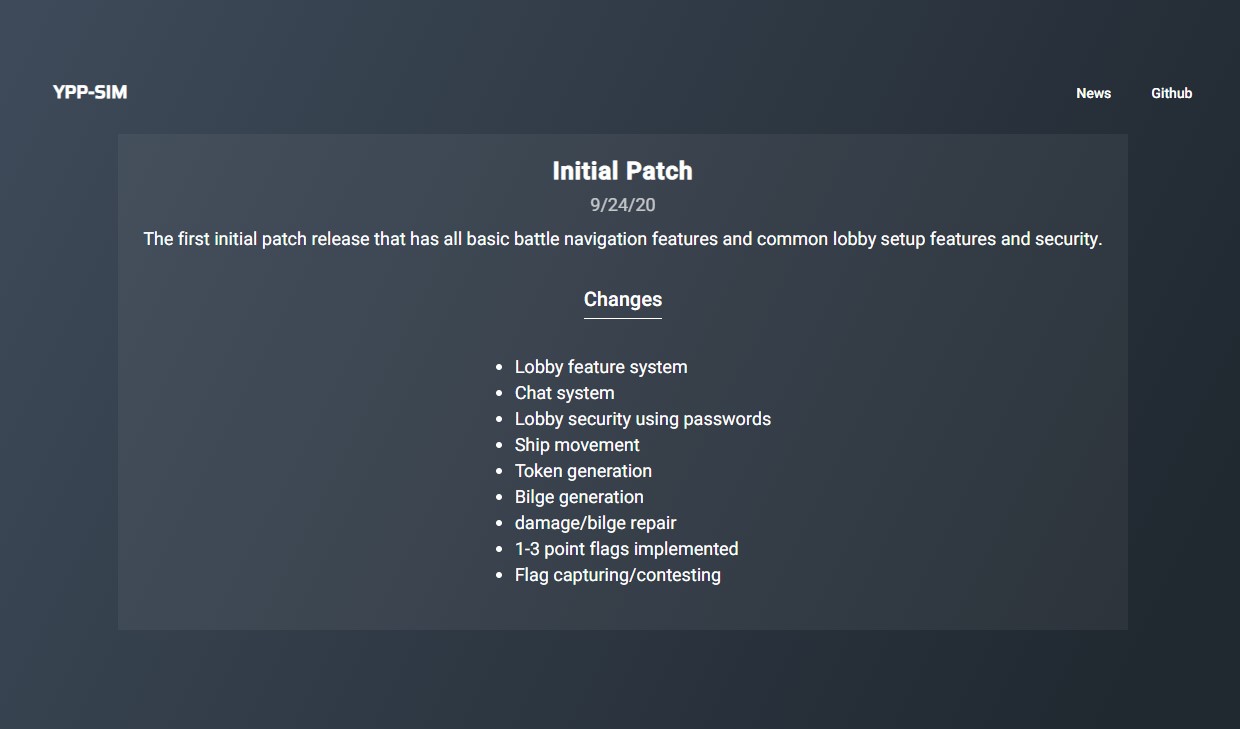 YPP-SIM
News Github
Initial Patch
9/24/20
The first initial patch release that has all basic battle navigation features and common lobby setup features and security.
Changes
• Lobby feature system
• Chat system
• Lobby security using passwords
• Ship movement
• Token generation
• Bilge generation
• damage/bilge repair
• 1-3 point flags implemented
• Flag capturing/contesting